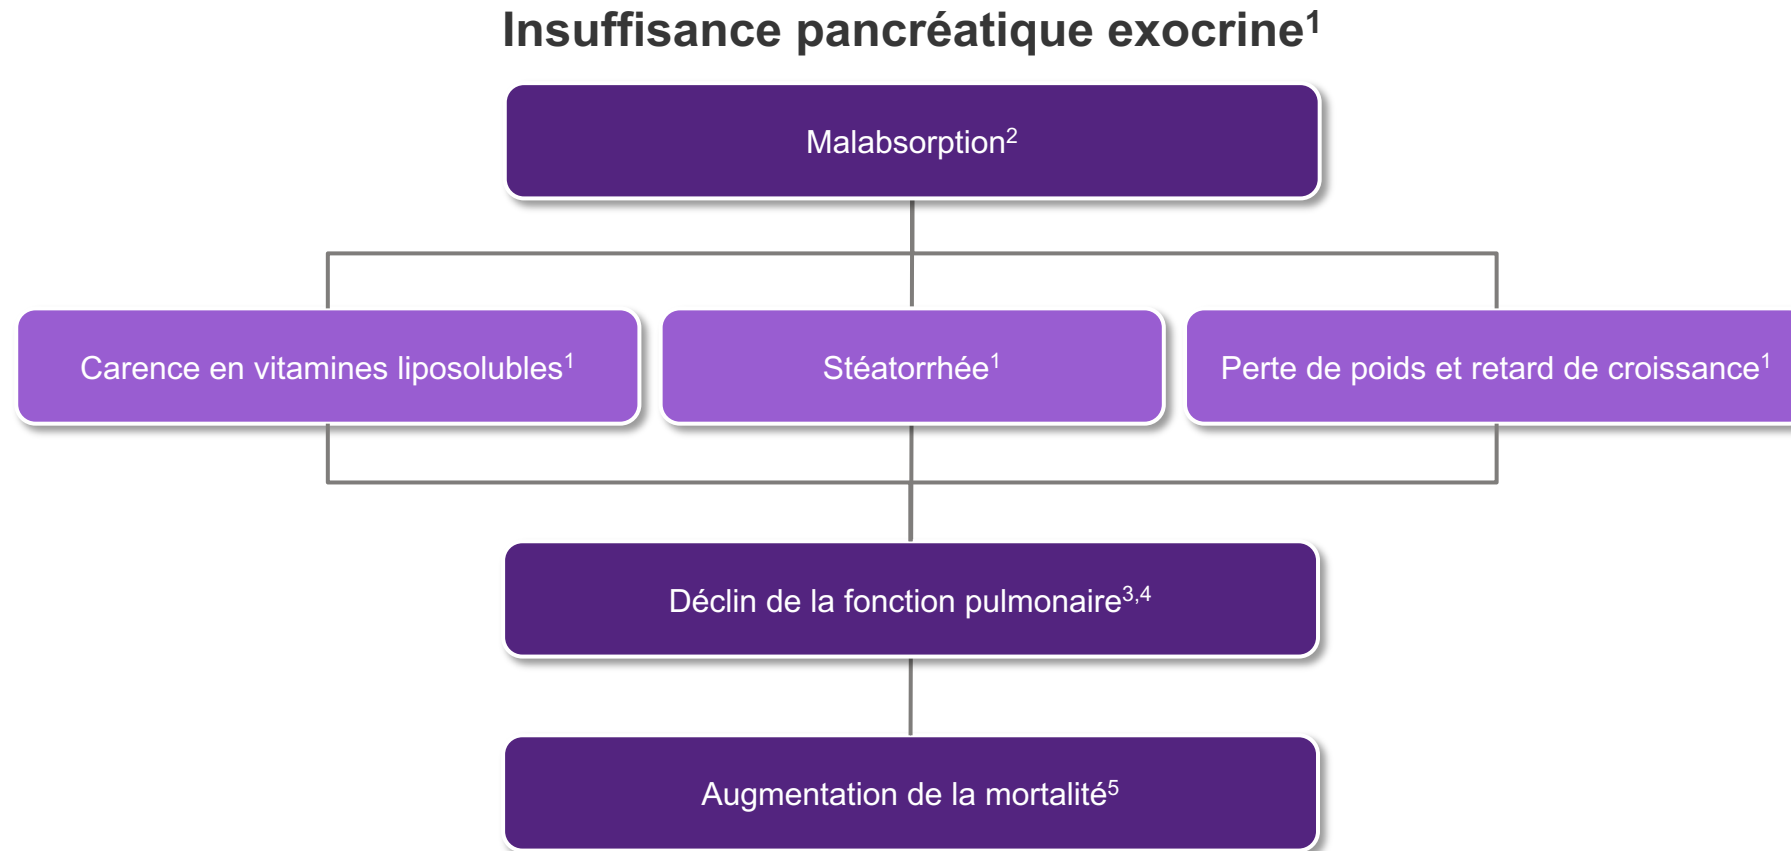 Insuffisance pancréatique exocrine¹
Malabsorption²
Carence en vitamines liposolubles¹
Stéatorrhée¹
Perte de poids et retard de croissance¹
Déclin de la fonction pulmonaire³,⁴
Augmentation de la mortalité⁵